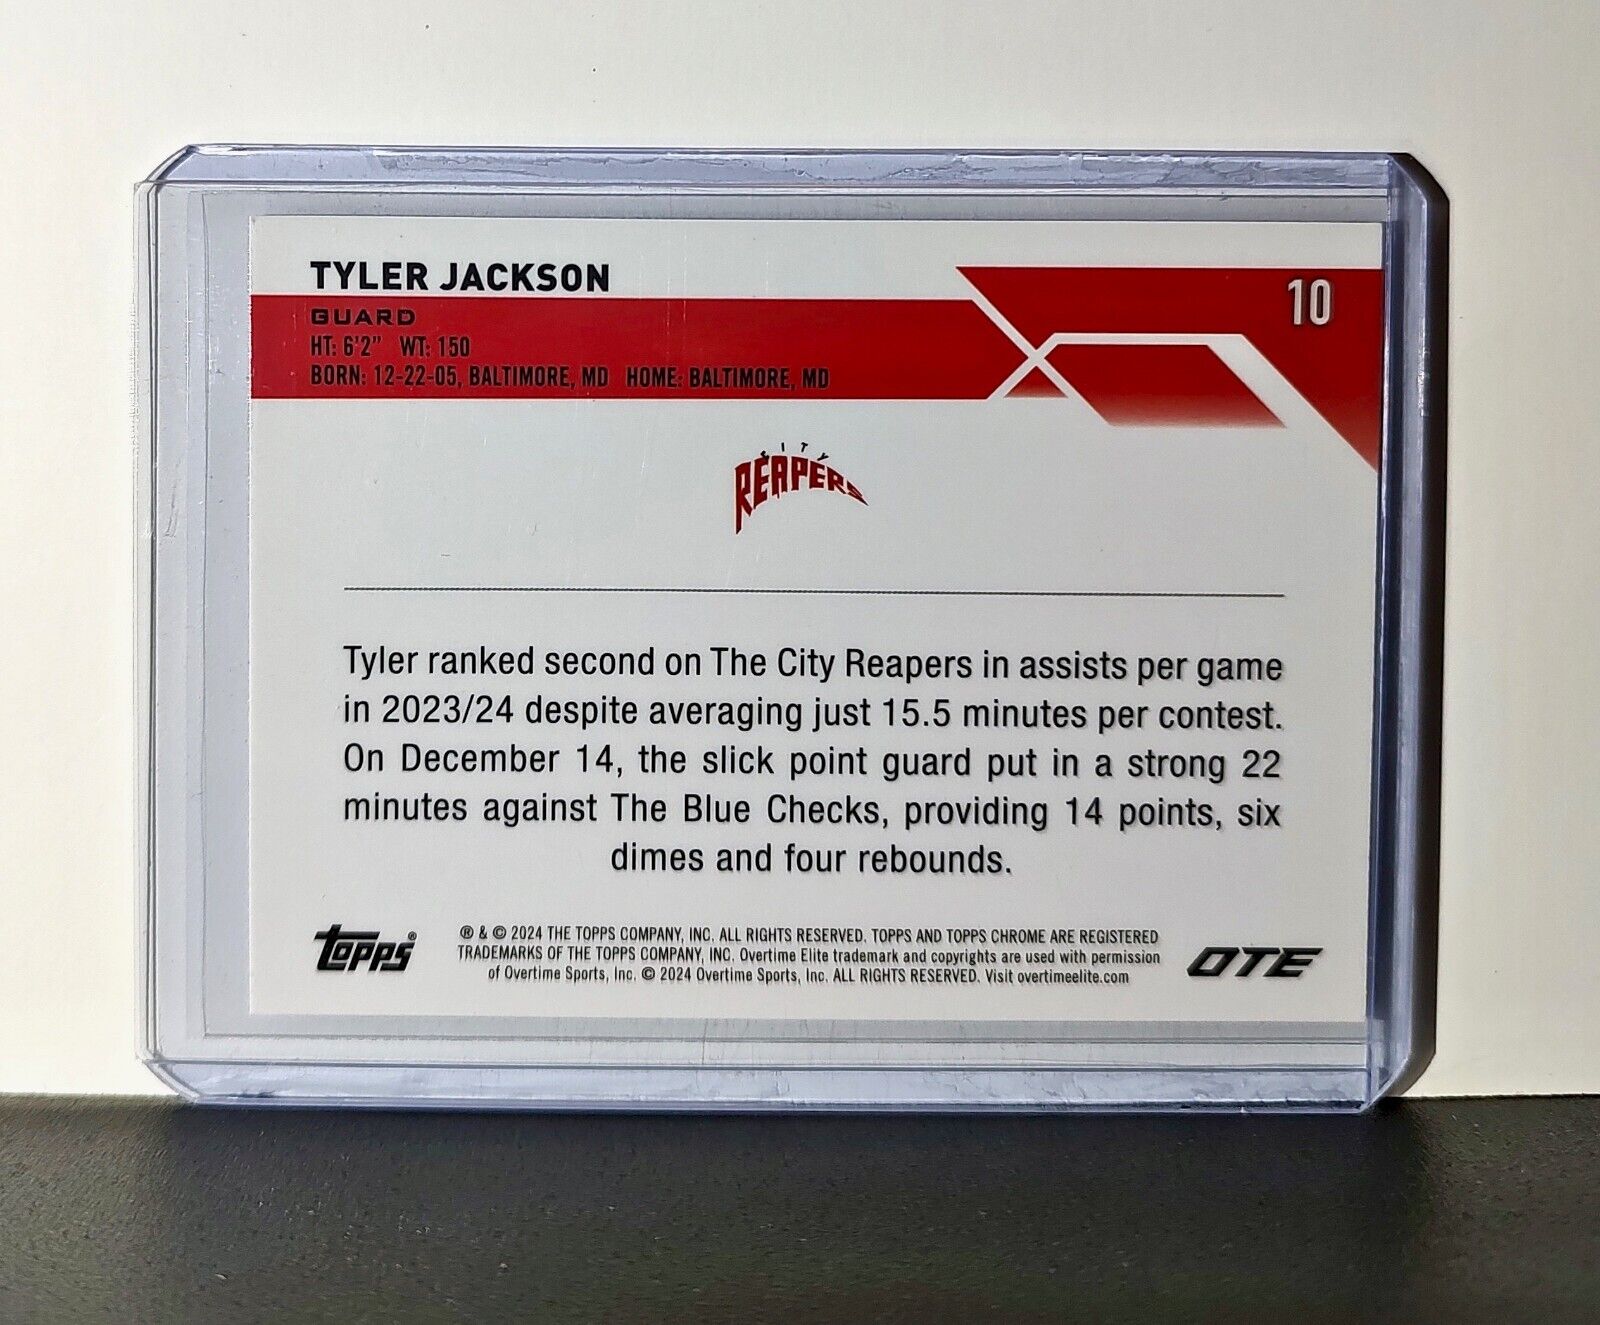 TYLER JACKSON
10
GUARD
HT: 6'2" WT: 150
BORN: 12-22-05, BALTIMORE, MD HOME: BALTIMORE, MD
CITY
REAPERS
Tyler ranked second on The City Reapers in assists per game
in 2023/24 despite averaging just 15.5 minutes per contest.
On December 14, the slick point guard put in a strong 22
minutes against The Blue Checks, providing 14 points, six
dimes and four rebounds.
topps®
® & © 2024 THE TOPPS COMPANY, INC. ALL RIGHTS RESERVED. TOPPS AND TOPPS CHROME ARE REGISTERED
TRADEMARKS OF THE TOPPS COMPANY, INC. Overtime Elite trademark and copyrights are used with permission
of Overtime Sports, Inc. © 2024 Overtime Sports, Inc. ALL RIGHTS RESERVED. Visit overtimeelite.com
OTE